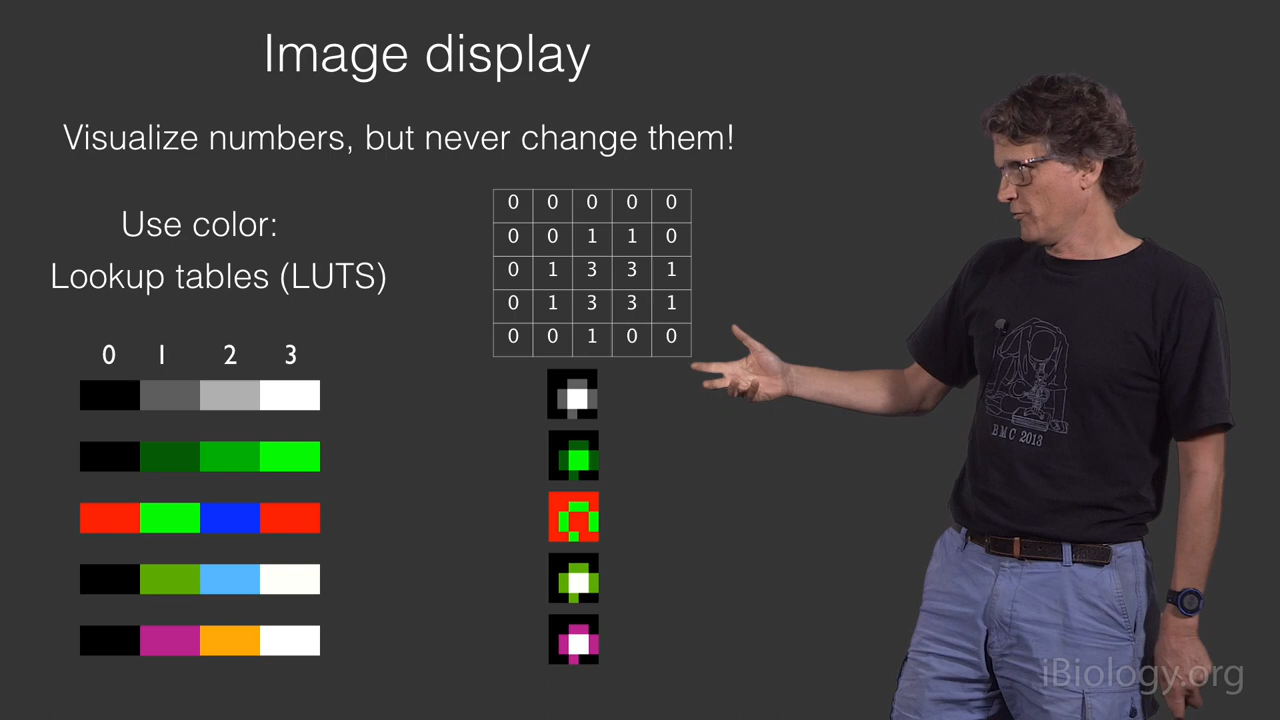 Image display
Visualize numbers, but never change them!
Use color:
Lookup tables (LUTS)
0 1 2 3
0 0 0 0 0
0 0 1 1 0
0 1 3 3 1
0 1 3 3 1
0 0 1 0 0
BMC 2013
iBiology.org